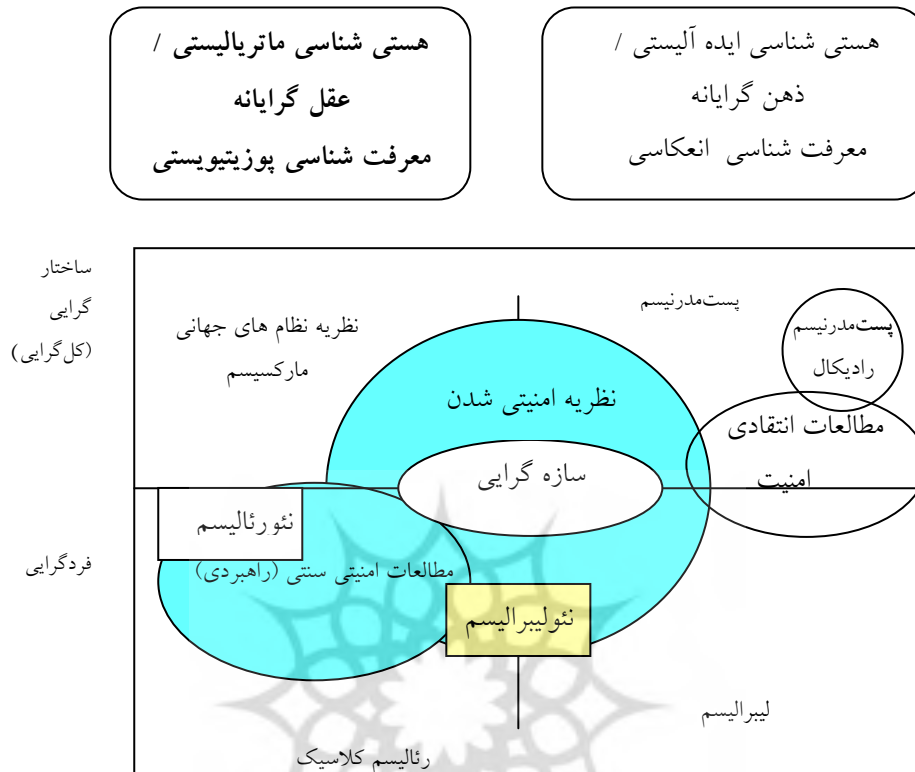 هستی شناسی ایده آلیستی /
ذهن گرایانه
معرفت شناسی انعکاسی
هستی شناسی ماتریالیستی /
عقل گرایانه
معرفت شناسی پوزیتیویستی
ساختار
گرایی
(کل‌گرایی)
پست‌مدرنیسم
پست‌مدرنیسم
رادیکال
نظریه نظام های جهانی
مارکسیسم
نظریه امنیتی شدن
مطالعات انتقادی
امنیت
سازه گرایی
نئورئالیسم
فردگرایی
مطالعات امنیتی سنتی (راهبردی)
نئولیبرالیسم
لیبرالیسم
رئالیسم کلاسیک